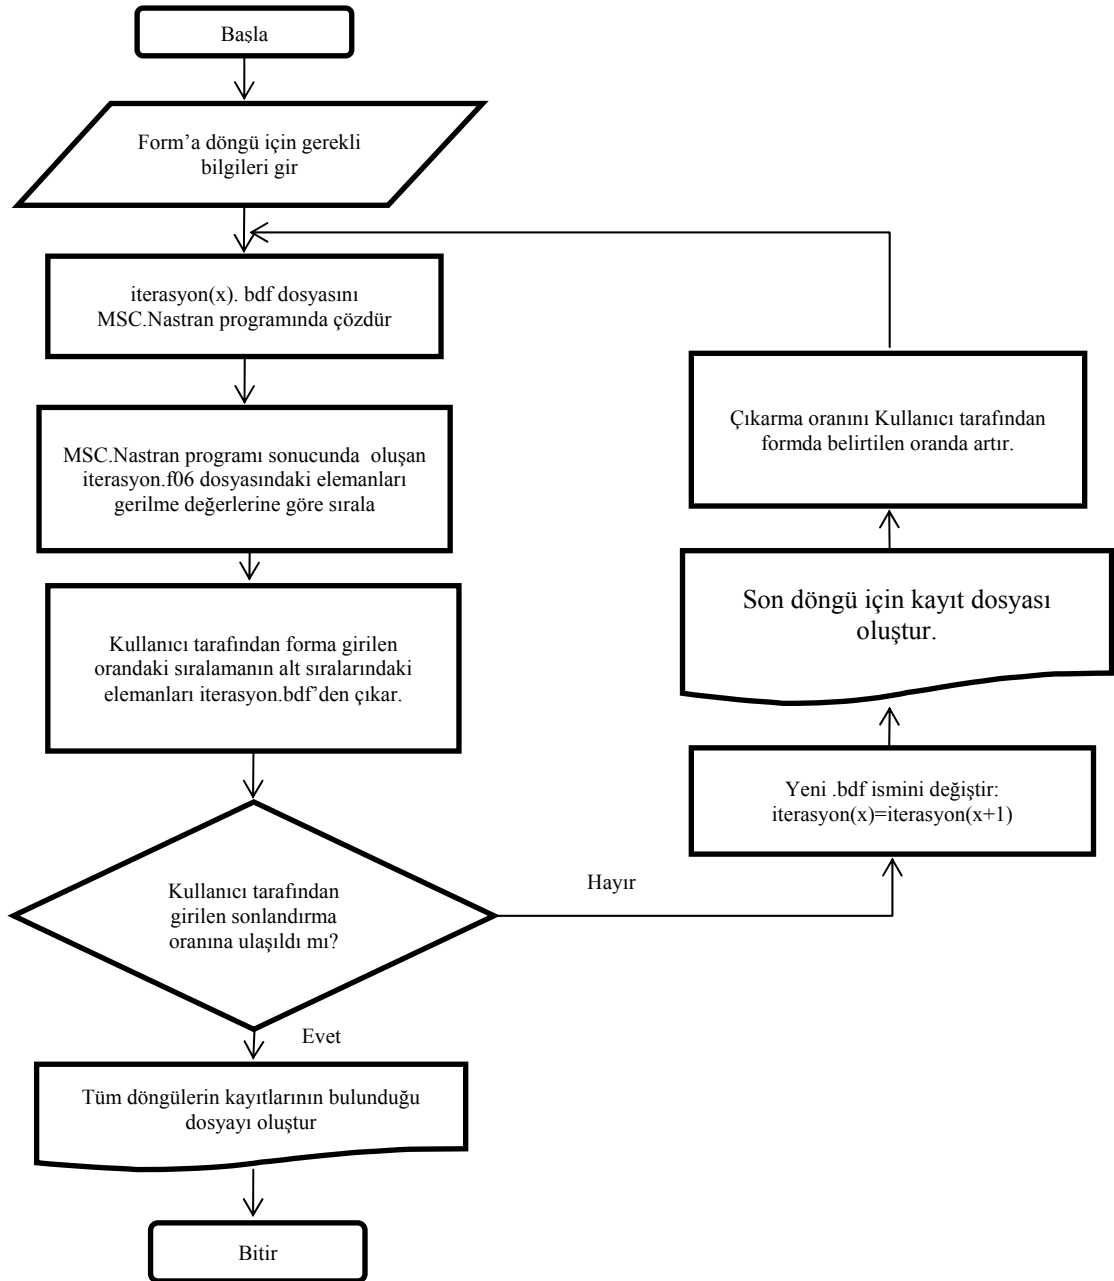 Başla
Form’a döngü için gerekli
bilgileri gir
iterasyon(x). bdf dosyasını
MSC.Nastran programında çözdür
MSC.Nastran programı sonucunda  oluşan
iterasyon.f06 dosyasındaki elemanları
gerilme değerlerine göre sırala
Kullanıcı tarafından forma girilen
orandaki sıralamanın alt sıralarındaki
elemanları iterasyon.bdf’den çıkar.
Kullanıcı tarafından
girilen sonlandırma
oranına ulaşıldı mı?
Hayır
Yeni .bdf ismini değiştir:
iterasyon(x)=iterasyon(x+1)
Son döngü için kayıt dosyası
oluştur.
Çıkarma oranını Kullanıcı tarafından
formda belirtilen oranda artır.
Evet
Tüm döngülerin kayıtlarının bulunduğu
dosyayı oluştur
Bitir